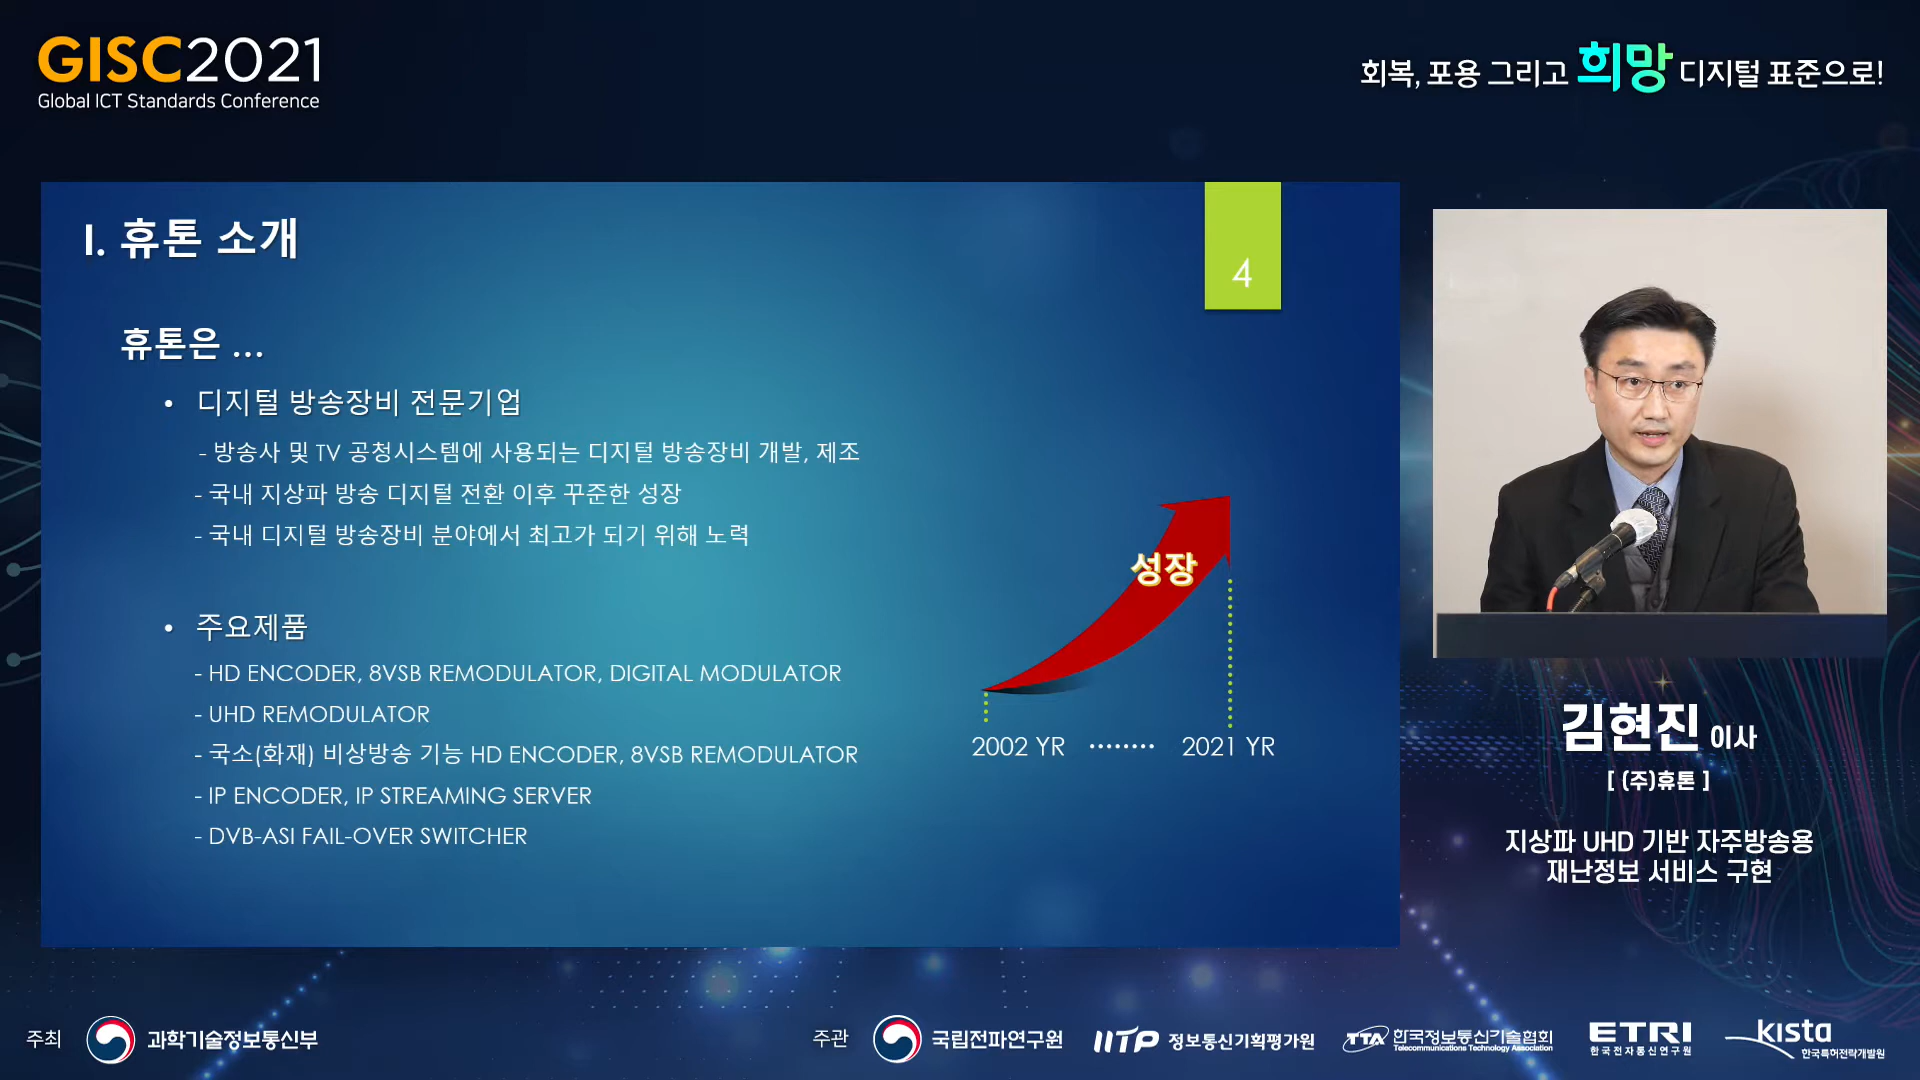 GISC2021
Global ICT Standards Conference
회복, 포용 그리고 희망 디지털 표준으로!
I. 휴톤 소개
4
휴톤은 ...
• 디지털 방송장비 전문기업
- 방송사 및 TV 공청시스템에 사용되는 디지털 방송장비 개발, 제조
- 국내 지상파 방송 디지털 전환 이후 꾸준한 성장
- 국내 디지털 방송장비 분야에서 최고가 되기 위해 노력
• 주요제품
- HD ENCODER, 8VSB REMODULATOR, DIGITAL MODULATOR
- UHD REMODULATOR
- 국소(화재) 비상방송 기능 HD ENCODER, 8VSB REMODULATOR
- IP ENCODER, IP STREAMING SERVER
- DVB-ASI FAIL-OVER SWITCHER
성장
2002 YR ........ 2021 YR
김현진 이사
[ (주)휴톤 ]
지상파 UHD 기반 자주방송용
재난정보 서비스 구현
주최 과학기술정보통신부
주관 국립전파연구원
IITP 정보통신기획평가원
TTA 한국정보통신기술협회
Telecommunications Technology Association
ETRI
한국전자통신연구원
kista
한국특허전략개발원